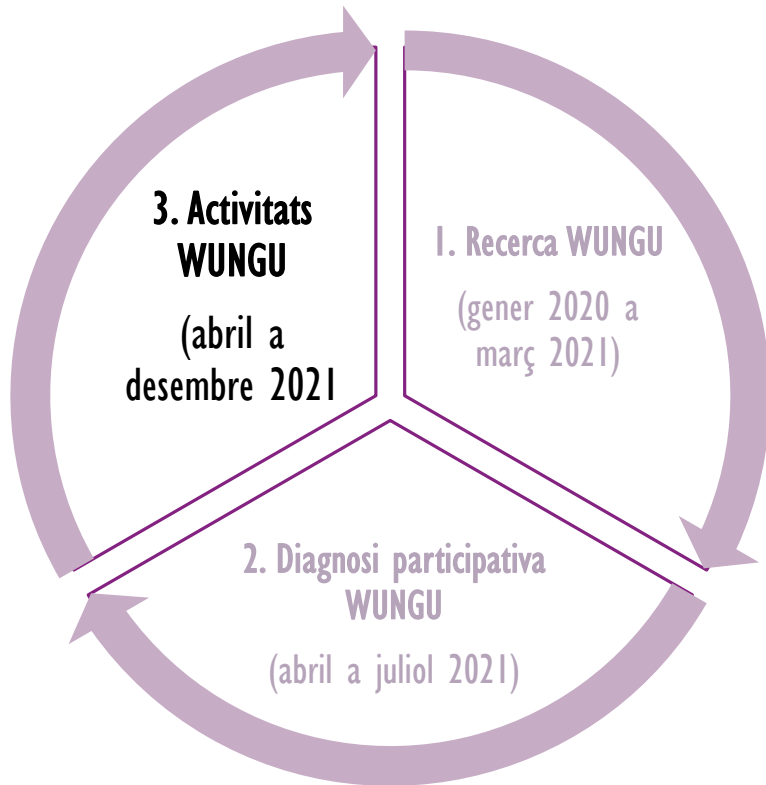 1. Recerca WUNGU
(gener 2020 a
març 2021)
2. Diagnosi participativa
WUNGU
(abril a juliol 2021)
3. Activitats
WUNGU
(abril a
desembre 2021